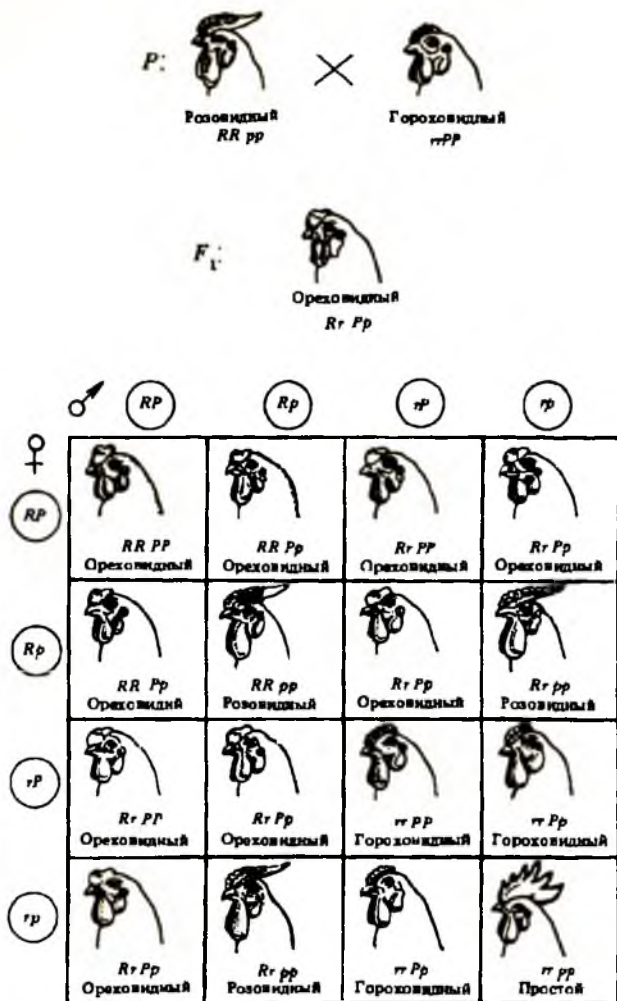 P:
Розовидный
RR pp
Гороховидный
rrPP
F₁:
Ореховидный
Rr Pp
♂ RP Rp rP rp
♀
RP
RR PP
Ореховидный
RR Pp
Ореховидный
Rr PP
Ореховидный
Rr Pp
Ореховидный
Rp
RR Pp
Ореховидний
RR pp
Розовидный
Rr Pp
Ореховидный
Rr pp
Розовидный
rP
Rr PP
Ореховидный
Rr Pp
Ореховидный
rr PP
Гороховидный
rr Pp
Гороховидный
rp
Rr Pp
Ореховидный
Rr pp
Розовидный
rr Pp
Гороховидный
rr pp
Простой